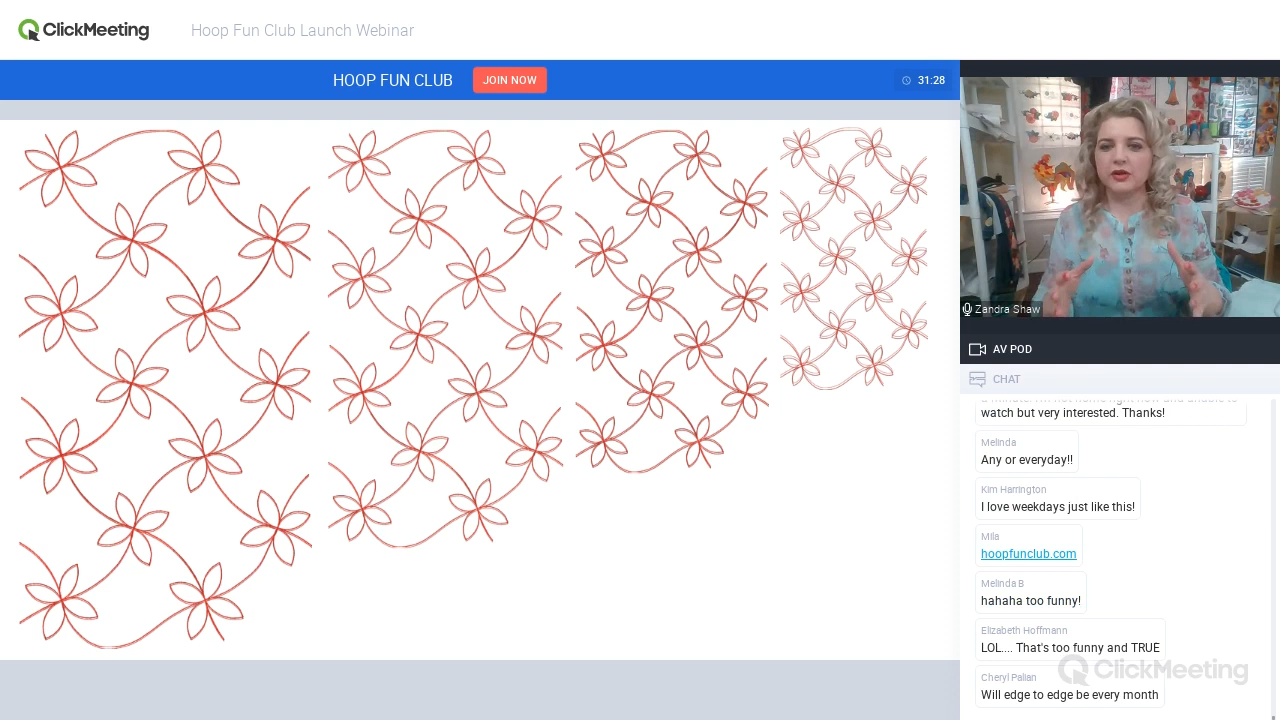 ClickMeeting
Hoop Fun Club Launch Webinar
HOOP FUN CLUB
JOIN NOW
31:28
Zandra Shaw
AV POD
CHAT
watch but very interested. Thanks!
Melinda
Any or everyday!!
Kim Harrington
I love weekdays just like this!
Mila
hoopfunclub.com
Melinda B
hahaha too funny!
Elizabeth Hoffmann
LOL.... That's too funny and TRUE
ClickMeeting
Cheryl Palian
Will edge to edge be every month